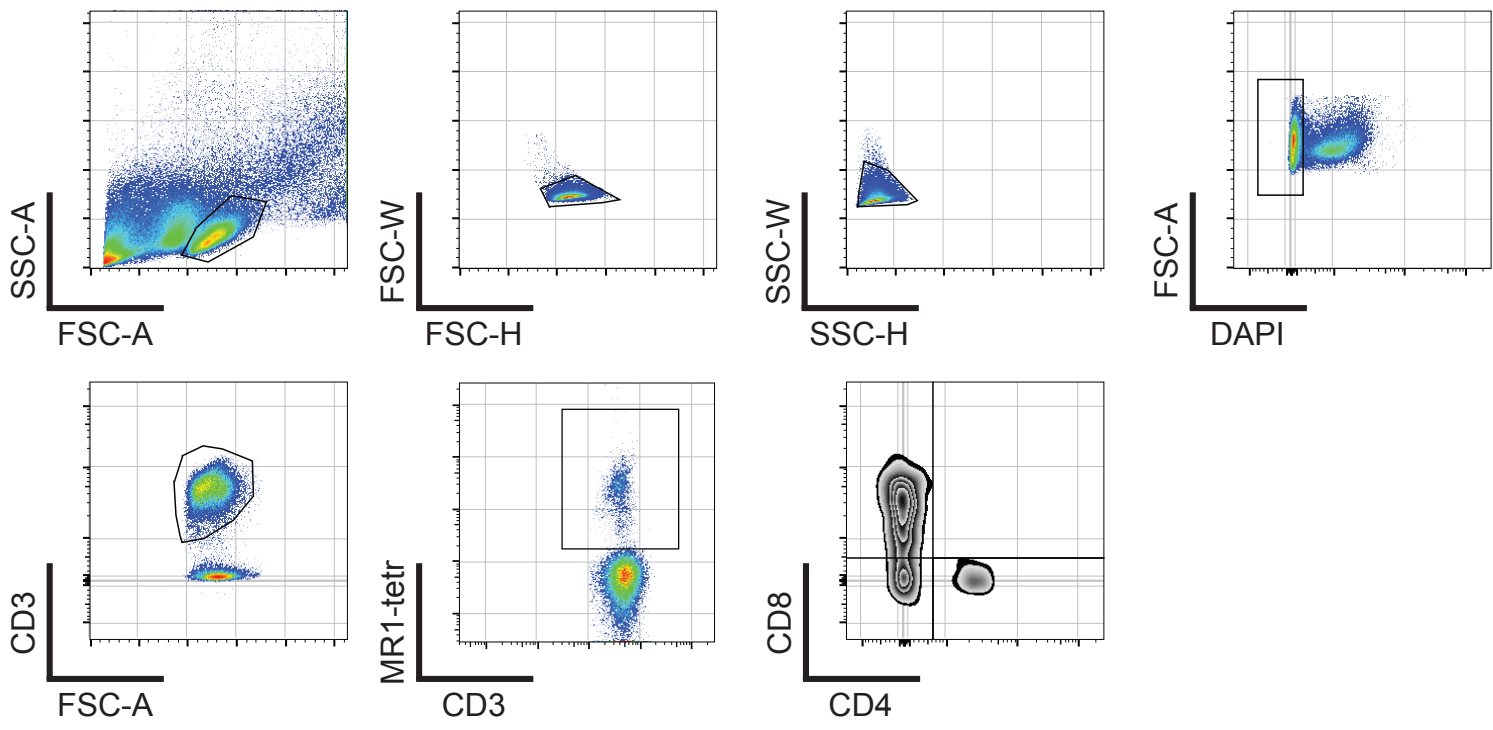 SSC-A
FSC-A
FSC-W
FSC-H
SSC-W
SSC-H
FSC-A
DAPI
CD3
FSC-A
MR1-tetr
CD3
CD8
CD4